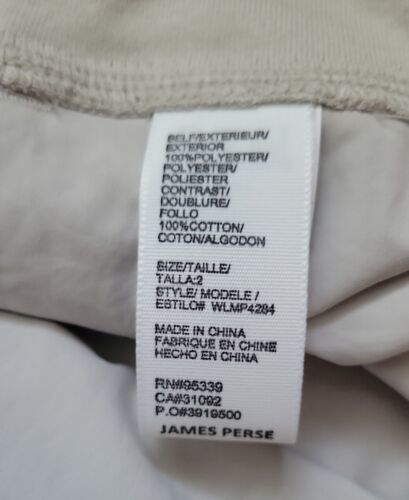 SELF/EXTERIEUR/
EXTERIOR
100%POLYESTER/
POLYESTER/
POLIESTER
CONTRAST/
DOUBLURE/
FOLLO
100%COTTON/
COTON/ALGODON
SIZE/TAILLE/
TALLA:2
STYLE/ MODELE /
ESTILO# WLMP4284
MADE IN CHINA
FABRIQUE EN CHINE
HECHO EN CHINA
RN#95339
CA#31092
P.O#3919500
JAMES PERSE